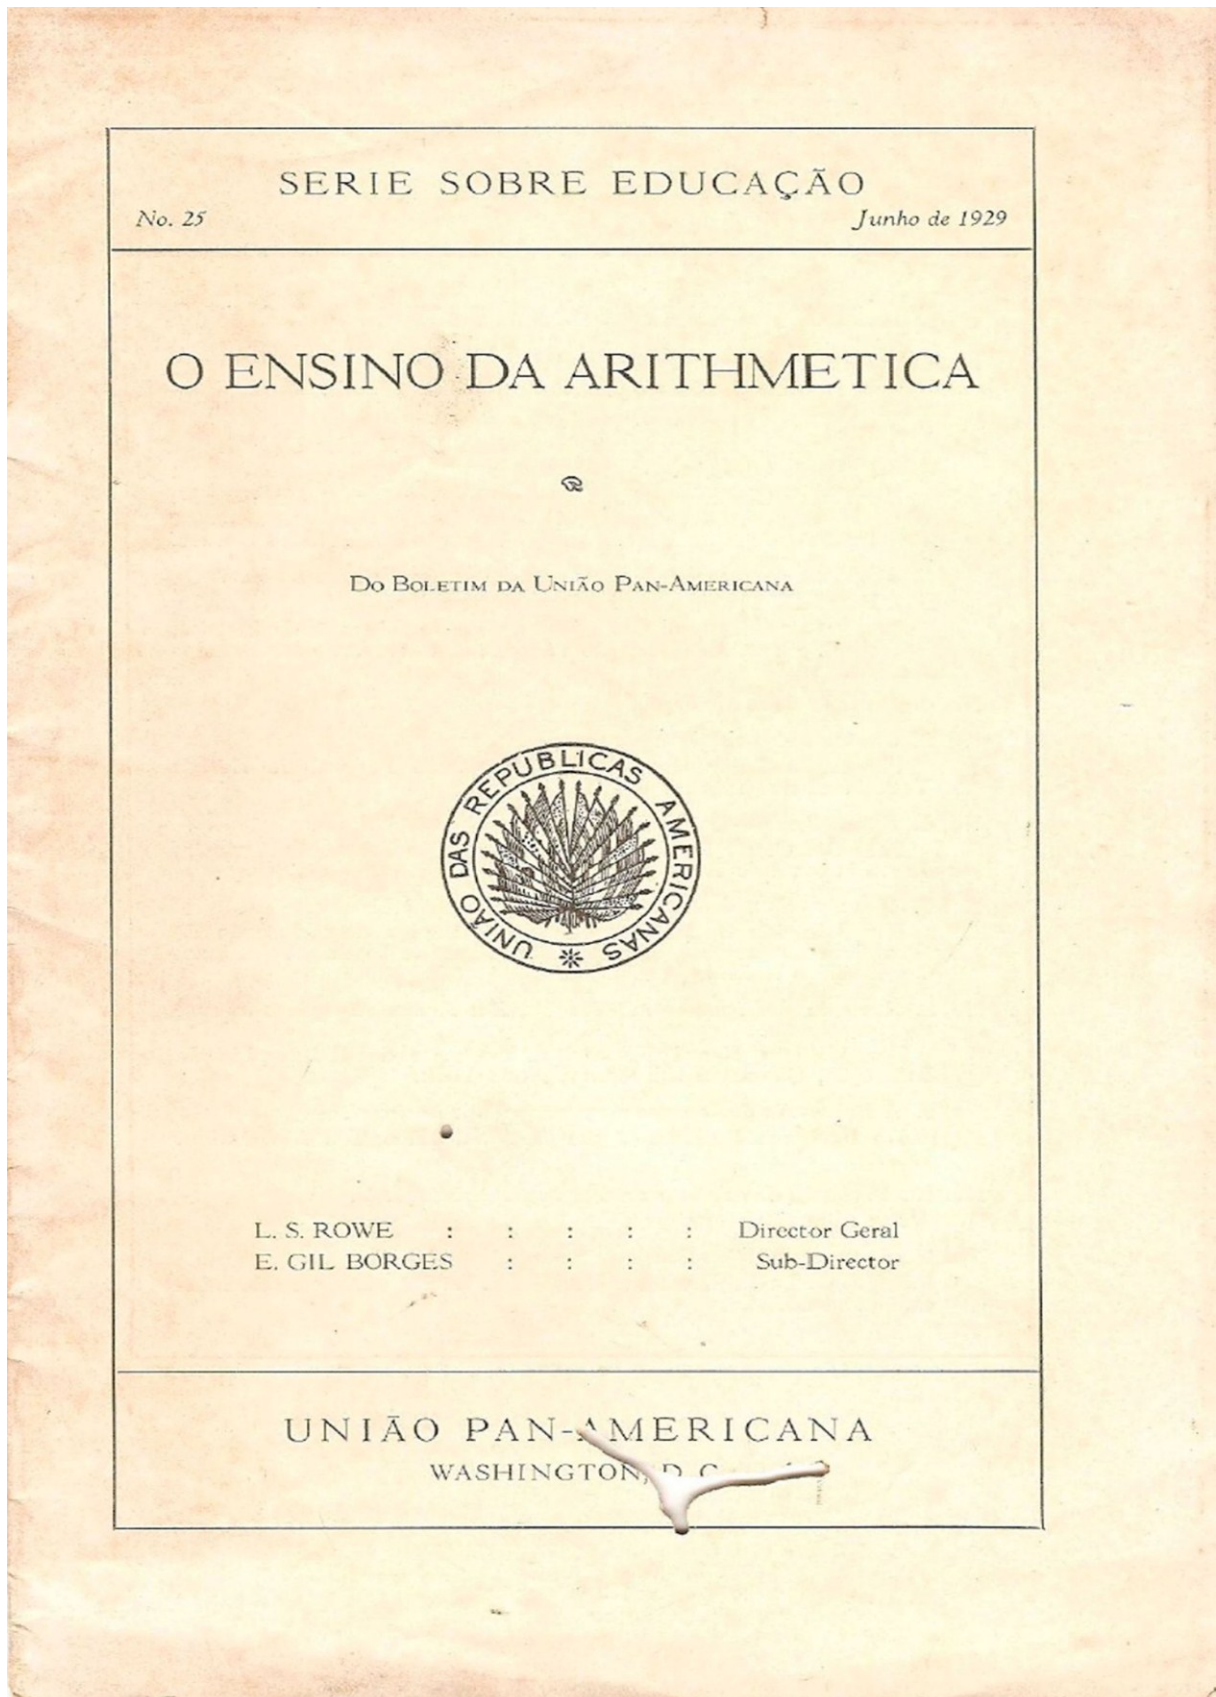 SERIE SOBRE EDUCAÇÃO
No. 25 Junho de 1929
O ENSINO DA ARITHMETICA
DO BOLETIM DA UNIÃO PAN-AMERICANA
UNIÃO DAS REPUBLICAS AMERICANAS
L. S. ROWE : : : : : Director Geral
E. GIL BORGES : : : : Sub-Director
UNIÃO PAN-AMERICANA
WASHINGTON, D. C.